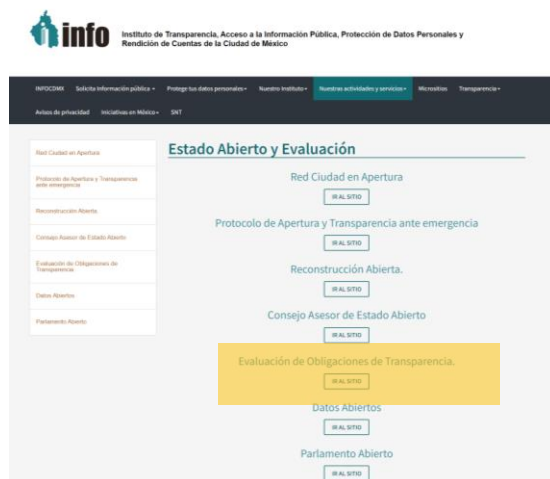 info
Instituto de Transparencia, Acceso a la Información Pública, Protección de Datos Personales y
Rendición de Cuentas de la Ciudad de México
INFOCDMX Solicita información pública Protege tus datos personales Nuestro Instituto Nuestras actividades y servicios Micrositios Transparencia
Avisos de privacidad Iniciativas en México SNT
Red Ciudad en Apertura
Protocolo de Apertura y Transparencia
ante emergencia
Reconstrucción Abierta
Consejo Asesor de Estado Abierto
Evaluación de Obligaciones de
Transparencia
Datos Abiertos
Parlamento Abierto
Estado Abierto y Evaluación
Red Ciudad en Apertura
IR AL SITIO
Protocolo de Apertura y Transparencia ante emergencia
IR AL SITIO
Reconstrucción Abierta.
IR AL SITIO
Consejo Asesor de Estado Abierto
IR AL SITIO
Evaluación de Obligaciones de Transparencia.
IR AL SITIO
Datos Abiertos
IR AL SITIO
Parlamento Abierto
IR AL SITIO